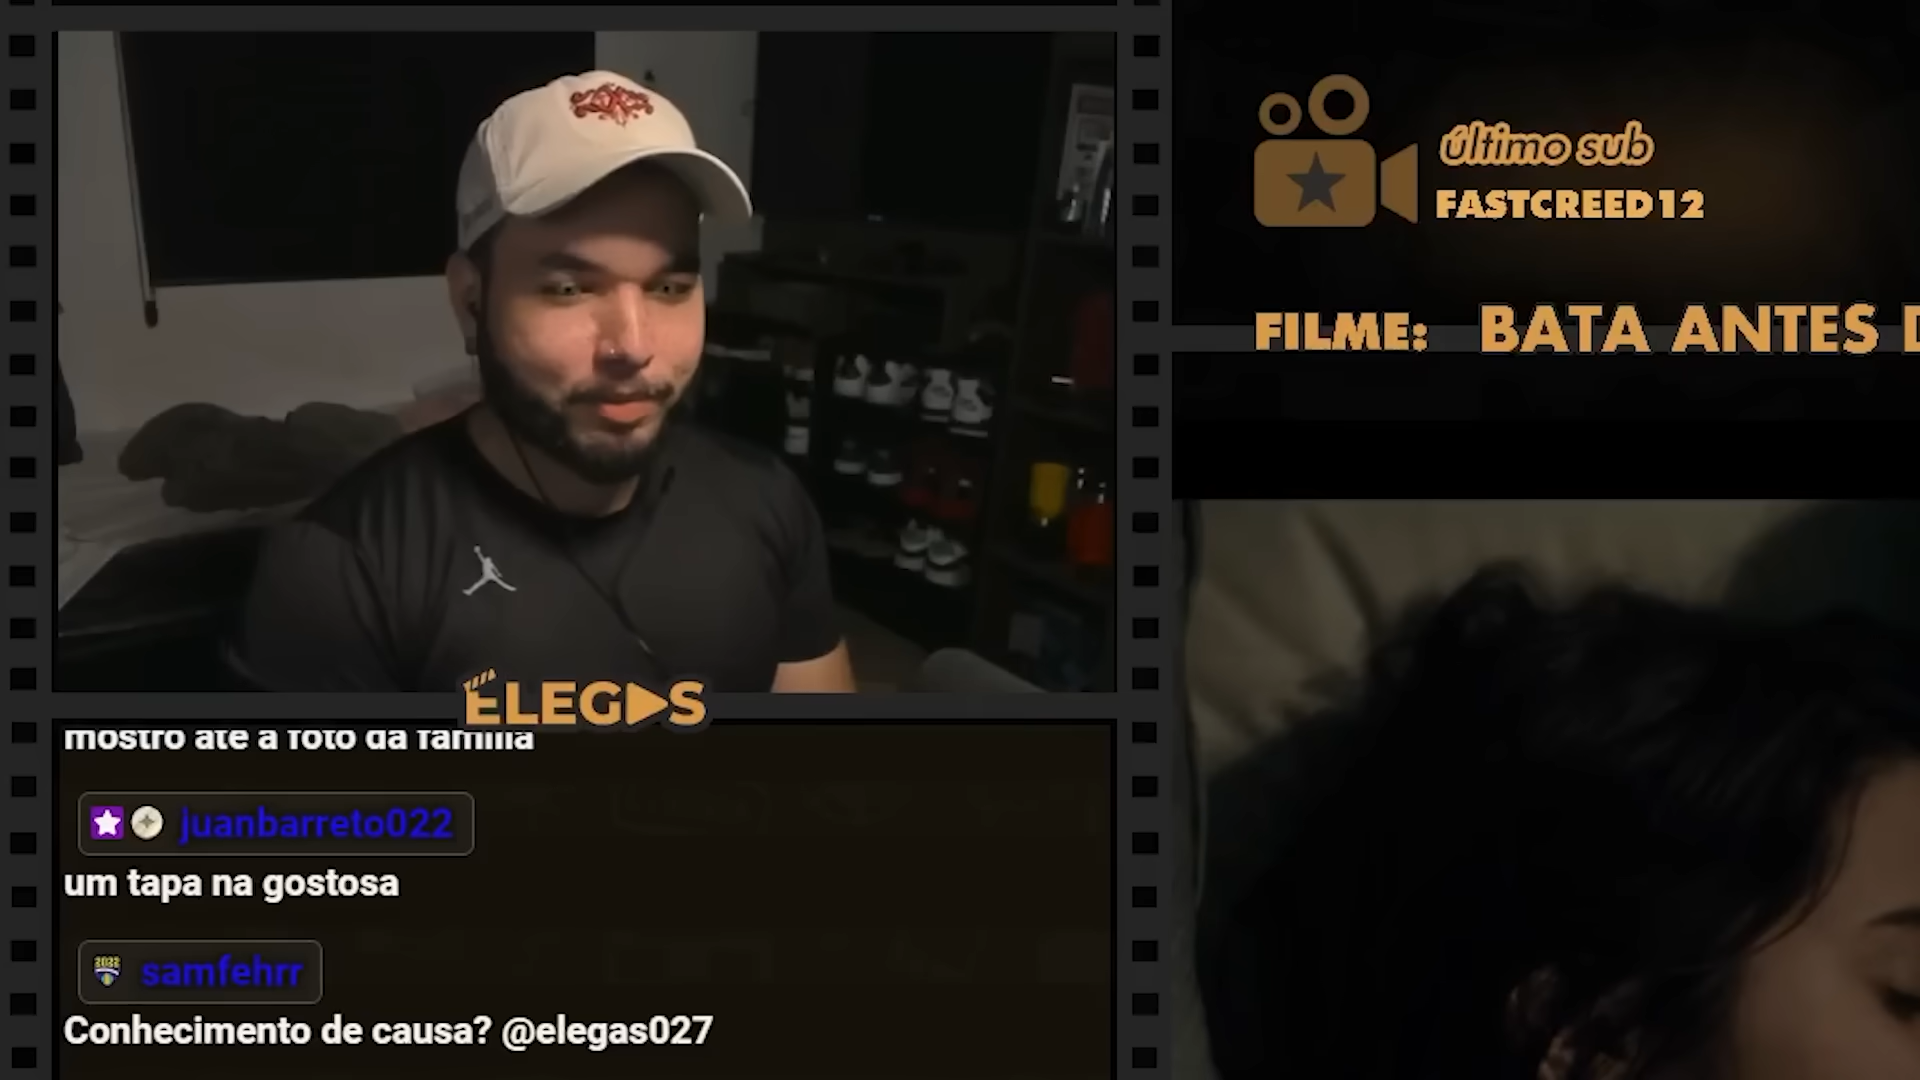 último sub
FASTCREED12
FILME: BATA ANTES D
ELEGAS
mostro até a foto da família
juanbarreto022
um tapa na gostosa
2022
samfehrr
Conhecimento de causa? @elegas027